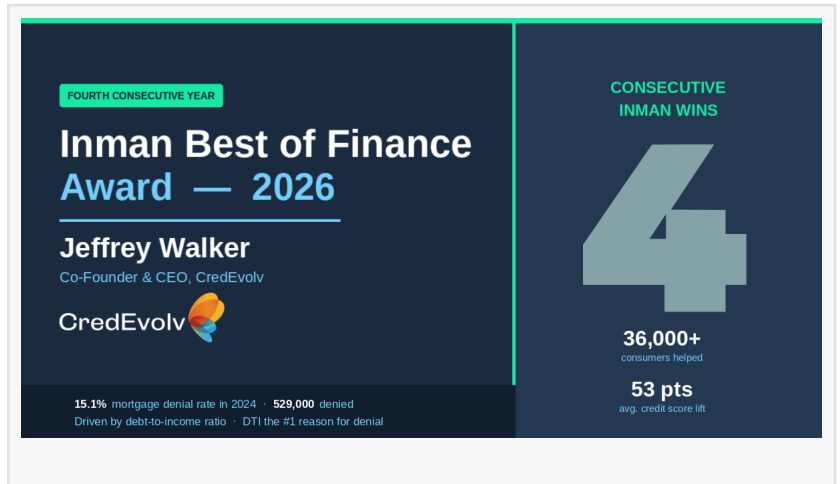 FOURTH CONSECUTIVE YEAR
Inman Best of Finance
Award — 2026
Jeffrey Walker
Co-Founder & CEO, CredEvolv
CredEvolv
15.1% mortgage denial rate in 2024 · 529,000 denied
Driven by debt-to-income ratio · DTI the #1 reason for denial
CONSECUTIVE
INMAN WINS
4
36,000+
consumers helped
53 pts
avg. credit score lift